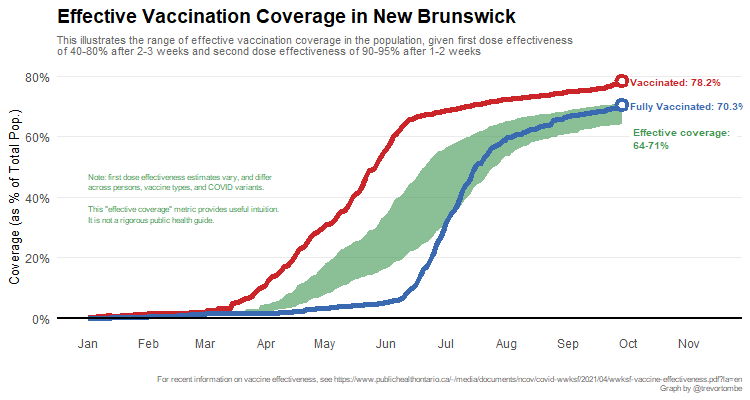 Effective Vaccination Coverage in New Brunswick
This illustrates the range of effective vaccination coverage in the population, given first dose effectiveness
of 40-80% after 2-3 weeks and second dose effectiveness of 90-95% after 1-2 weeks
Coverage (as % of Total Pop.)
80%
60%
40%
20%
0%
Vaccinated: 78.2%
Fully Vaccinated: 70.3%
Effective coverage:
64-71%
Note: first dose effectiveness estimates vary, and differ
across persons, vaccine types, and COVID variants.
This "effective coverage" metric provides useful intuition.
It is not a rigorous public health guide.
Jan Feb Mar Apr May Jun Jul Aug Sep Oct Nov
For recent information on vaccine effectiveness, see https://www.publichealthontario.ca/-/media/documents/ncov/covid-wwksf/2021/04/wwksf-vaccine-effectiveness.pdf?la=en
Graph by @trevortombe